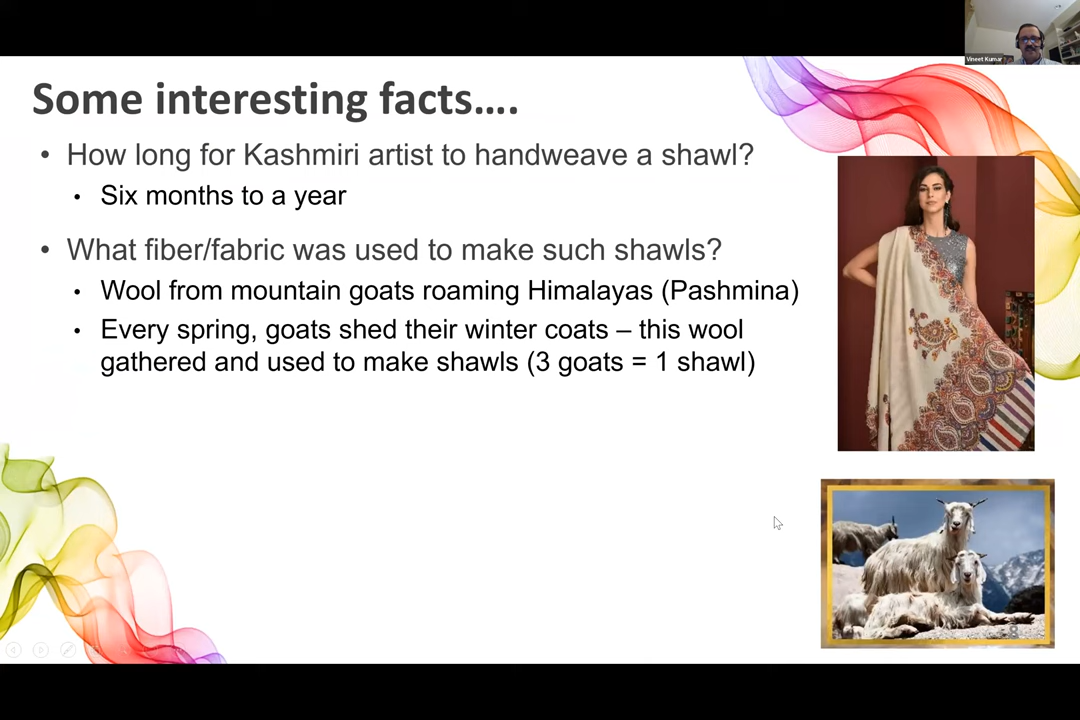 Vineet Kumar
Some interesting facts....
• How long for Kashmiri artist to handweave a shawl?
• Six months to a year
• What fiber/fabric was used to make such shawls?
• Wool from mountain goats roaming Himalayas (Pashmina)
• Every spring, goats shed their winter coats – this wool
gathered and used to make shawls (3 goats = 1 shawl)